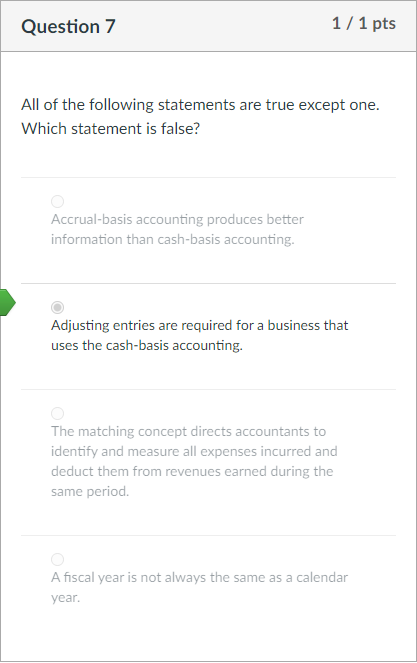 Question 7
1 / 1 pts
All of the following statements are true except one.
Which statement is false?
Accrual-basis accounting produces better
information than cash-basis accounting.
Adjusting entries are required for a business that
uses the cash-basis accounting.
The matching concept directs accountants to
identify and measure all expenses incurred and
deduct them from revenues earned during the
same period.
A fiscal year is not always the same as a calendar
year.